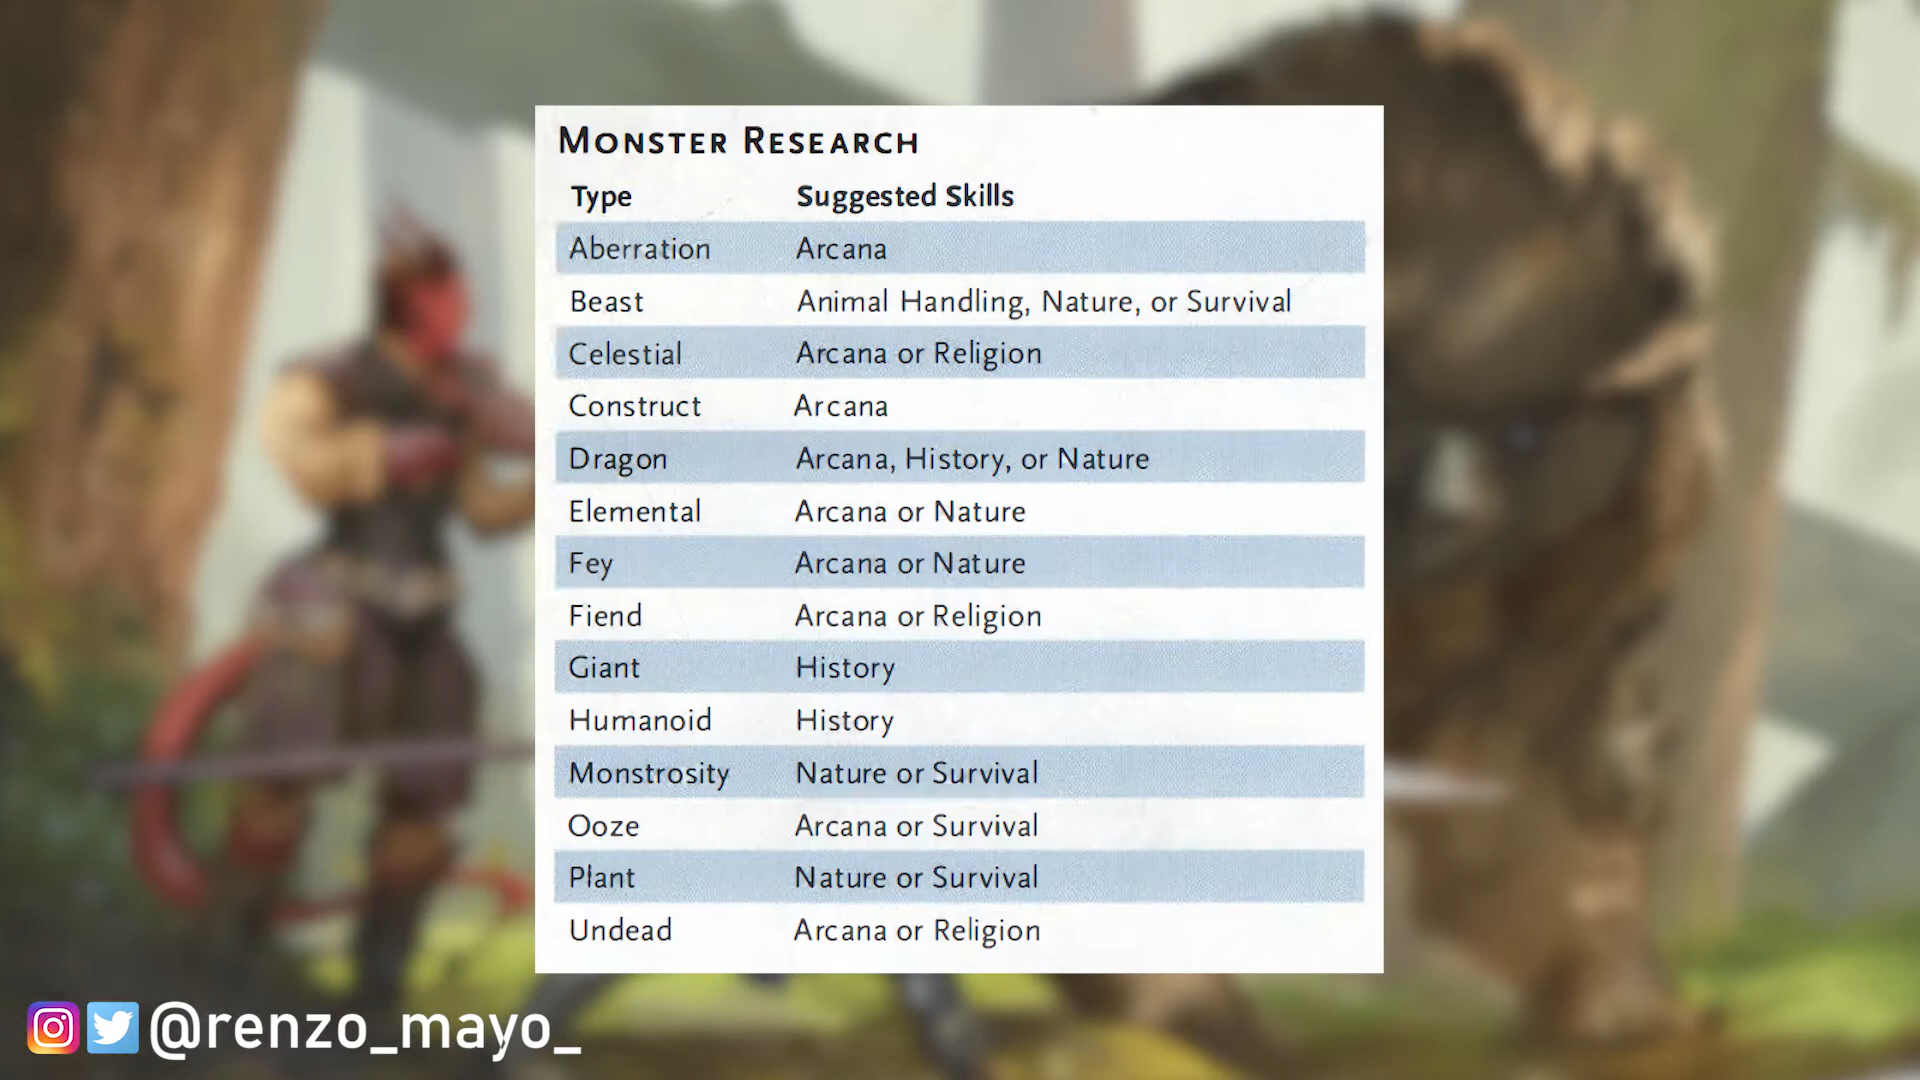 MONSTER RESEARCH
Type Suggested Skills
Aberration Arcana
Beast Animal Handling, Nature, or Survival
Celestial Arcana or Religion
Construct Arcana
Dragon Arcana, History, or Nature
Elemental Arcana or Nature
Fey Arcana or Nature
Fiend Arcana or Religion
Giant History
Humanoid History
Monstrosity Nature or Survival
Ooze Arcana or Survival
Plant Nature or Survival
Undead Arcana or Religion
@renzo_mayo_